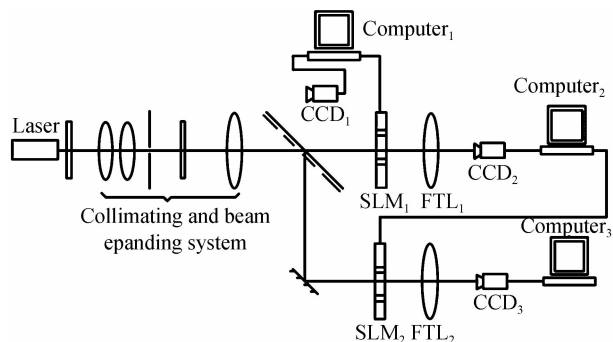 Computer₁
Computer₂
Laser
CCD₁
CCD₂
SLM₁ FTL₁
Collimating and beam
epanding system
Computer₃
CCD₃
SLM₂ FTL₂